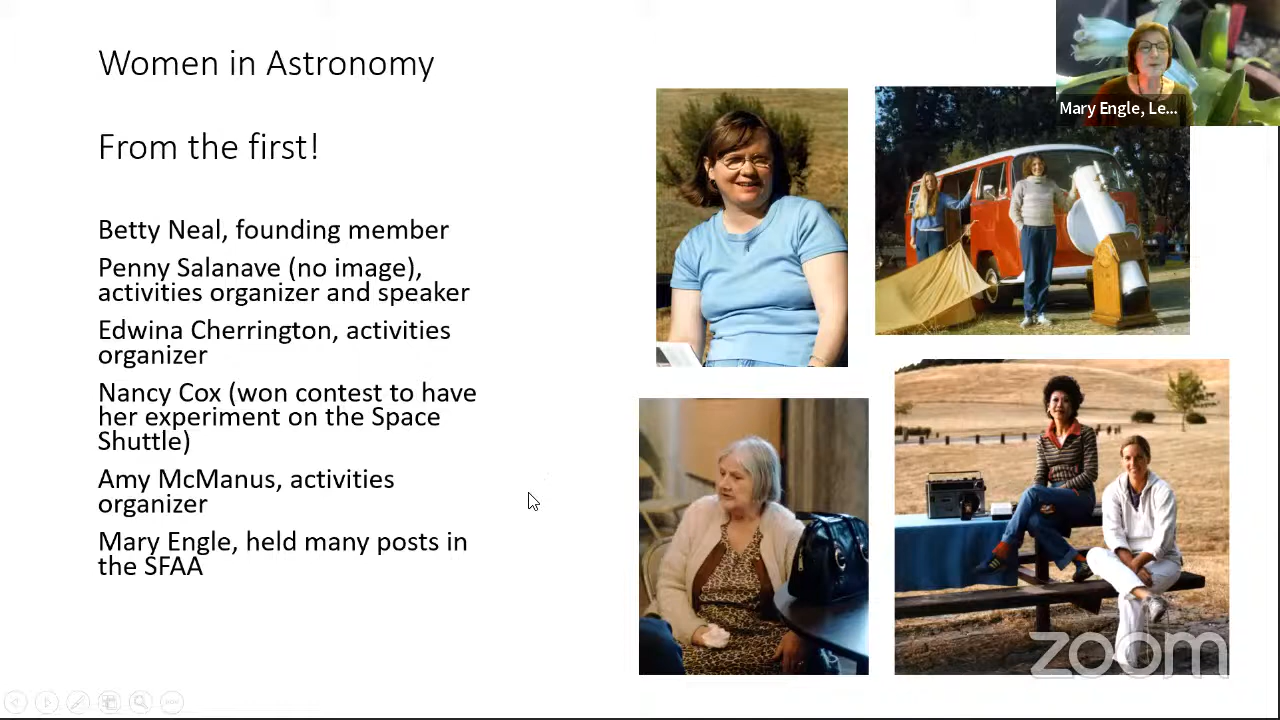 Women in Astronomy
From the first!
Betty Neal, founding member
Penny Salanave (no image),
activities organizer and speaker
Edwina Cherrington, activities
organizer
Nancy Cox (won contest to have
her experiment on the Space
Shuttle)
Amy McManus, activities
organizer
Mary Engle, held many posts in
the SFAA
Mary Engle, Le...
zoom